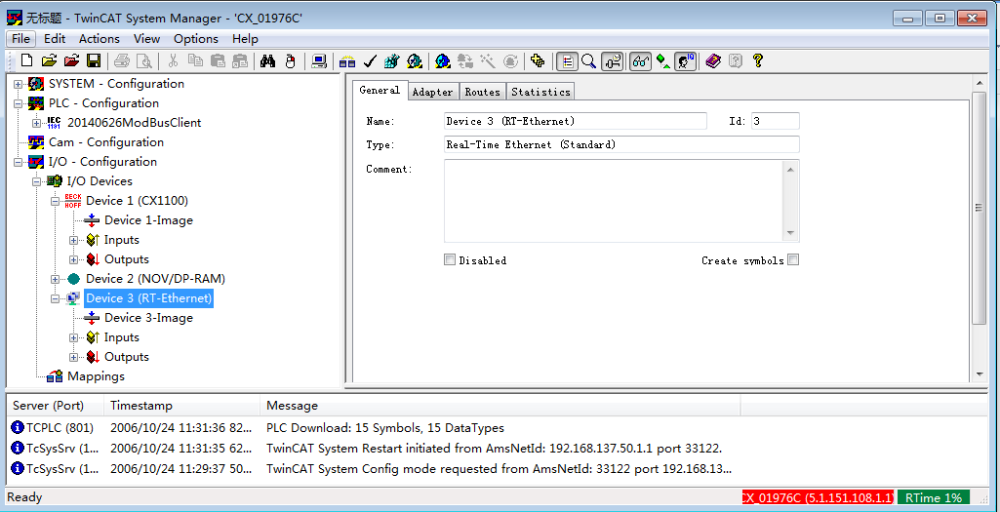 无标题 - TwinCAT System Manager - 'CX_01976C'
File Edit Actions View Options Help
SYSTEM - Configuration
PLC - Configuration
IEC 1131 20140626ModBusClient
Cam - Configuration
I/O - Configuration
I/O Devices
BECK HOFF Device 1 (CX1100)
Device 1-Image
Inputs
Outputs
Device 2 (NOV/DP-RAM)
Device 3 (RT-Ethernet)
Device 3-Image
Inputs
Outputs
Mappings
General Adapter Routes Statistics
Name: Device 3 (RT-Ethernet) Id: 3
Type: Real-Time Ethernet (Standard)
Comment:
Disabled Create symbols
Server (Port) Timestamp Message
TCPLC (801) 2006/10/24 11:31:36 82... PLC Download: 15 Symbols, 15 DataTypes
TcSysSrv (1... 2006/10/24 11:31:35 62... TwinCAT System Restart initiated from AmsNetId: 192.168.137.50.1.1 port 33122.
TcSysSrv (1... 2006/10/24 11:29:37 50... TwinCAT System Config mode requested from AmsNetId: 33122 port 192.168.13...
Ready CX_01976C (5.1.151.108.1.1) RTime 1%